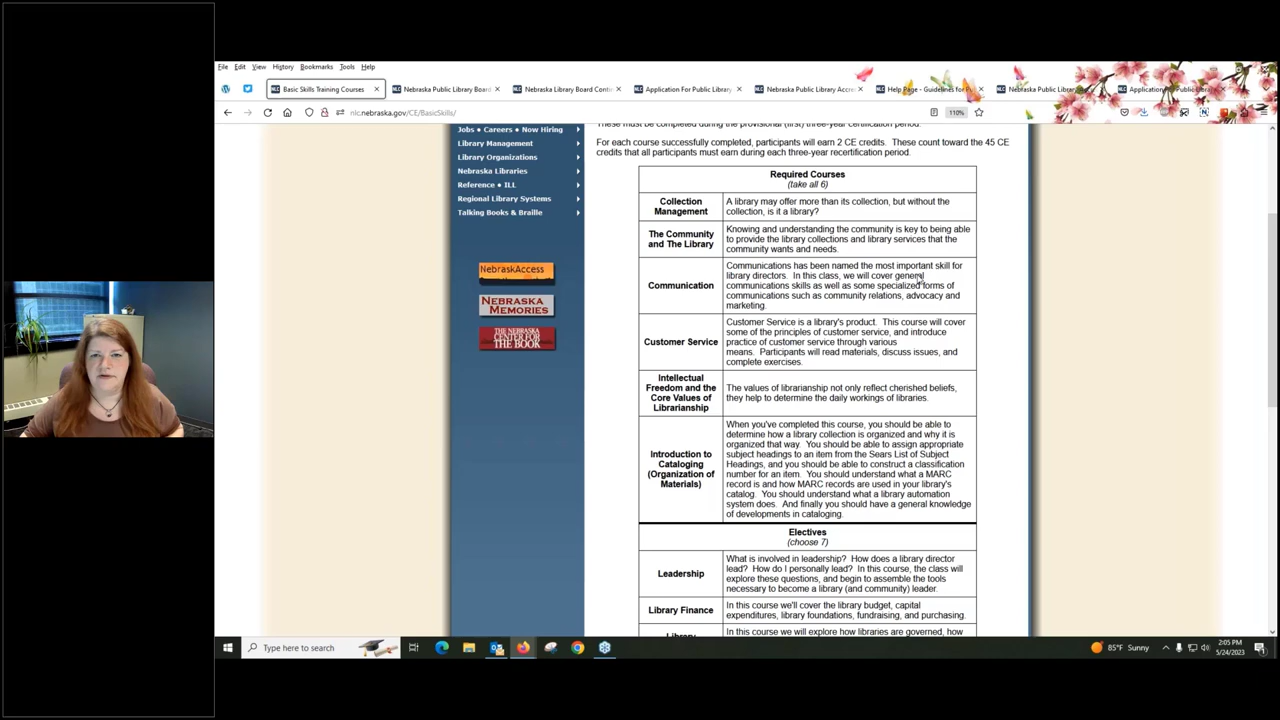 File Edit View History Bookmarks Tools Help
Basic Skills Training Courses
Nebraska Public Library Board
Nebraska Library Board Conti
Application For Public Library
Nebraska Public Library Accre
Help Page - Guidelines for P
Nebraska Public Lib
nlc.nebraska.gov/CE/BasicSkills/
110%
Jobs • Careers • Now Hiring
Library Management
Library Organizations
Nebraska Libraries
Reference • ILL
Regional Library Systems
Talking Books & Braille
NebraskAccess
NEBRASKA
MEMORIES
THE NEBRASKA
CENTER FOR
THE BOOK
These must be completed during the provisional (first) three-year certification period.
For each course successfully completed, participants will earn 2 CE credits. These count toward the 45 CE
credits that all participants must earn during each three-year recertification period.
Required Courses
(take all 6)
Collection
Management
A library may offer more than its collection, but without the
collection, is it a library?
The Community
and The Library
Knowing and understanding the community is key to being able
to provide the library collections and library services that the
community wants and needs.
Communication
Communications has been named the most important skill for
library directors. In this class, we will cover general
communications skills as well as some specialized forms of
communications such as community relations, advocacy and
marketing.
Customer Service
Customer Service is a library's product. This course will cover
some of the principles of customer service, and introduce
practice of customer service through various
means. Participants will read materials, discuss issues, and
complete exercises.
Intellectual
Freedom and the
Core Values of
Librarianship
The values of librarianship not only reflect cherished beliefs,
they help to determine the daily workings of libraries.
Introduction to
Cataloging
(Organization of
Materials)
When you've completed this course, you should be able to
determine how a library collection is organized and why it is
organized that way. You should be able to assign appropriate
subject headings to an item from the Sears List of Subject
Headings, and you should be able to construct a classification
number for an item. You should understand what a MARC
record is and how MARC records are used in your library's
catalog. You should understand what a library automation
system does. And finally you should have a general knowledge
of developments in cataloging.
Electives
(choose 7)
Leadership
What is involved in leadership? How does a library director
lead? How do I personally lead? In this course, the class will
explore these questions, and begin to assemble the tools
necessary to become a library (and community) leader.
Library Finance
In this course we'll cover the library budget, capital
expenditures, library foundations, fundraising, and purchasing.
Library
In this course we will explore how libraries are governed, how
Type here to search
85°F Sunny
2:05 PM
5/24/2023